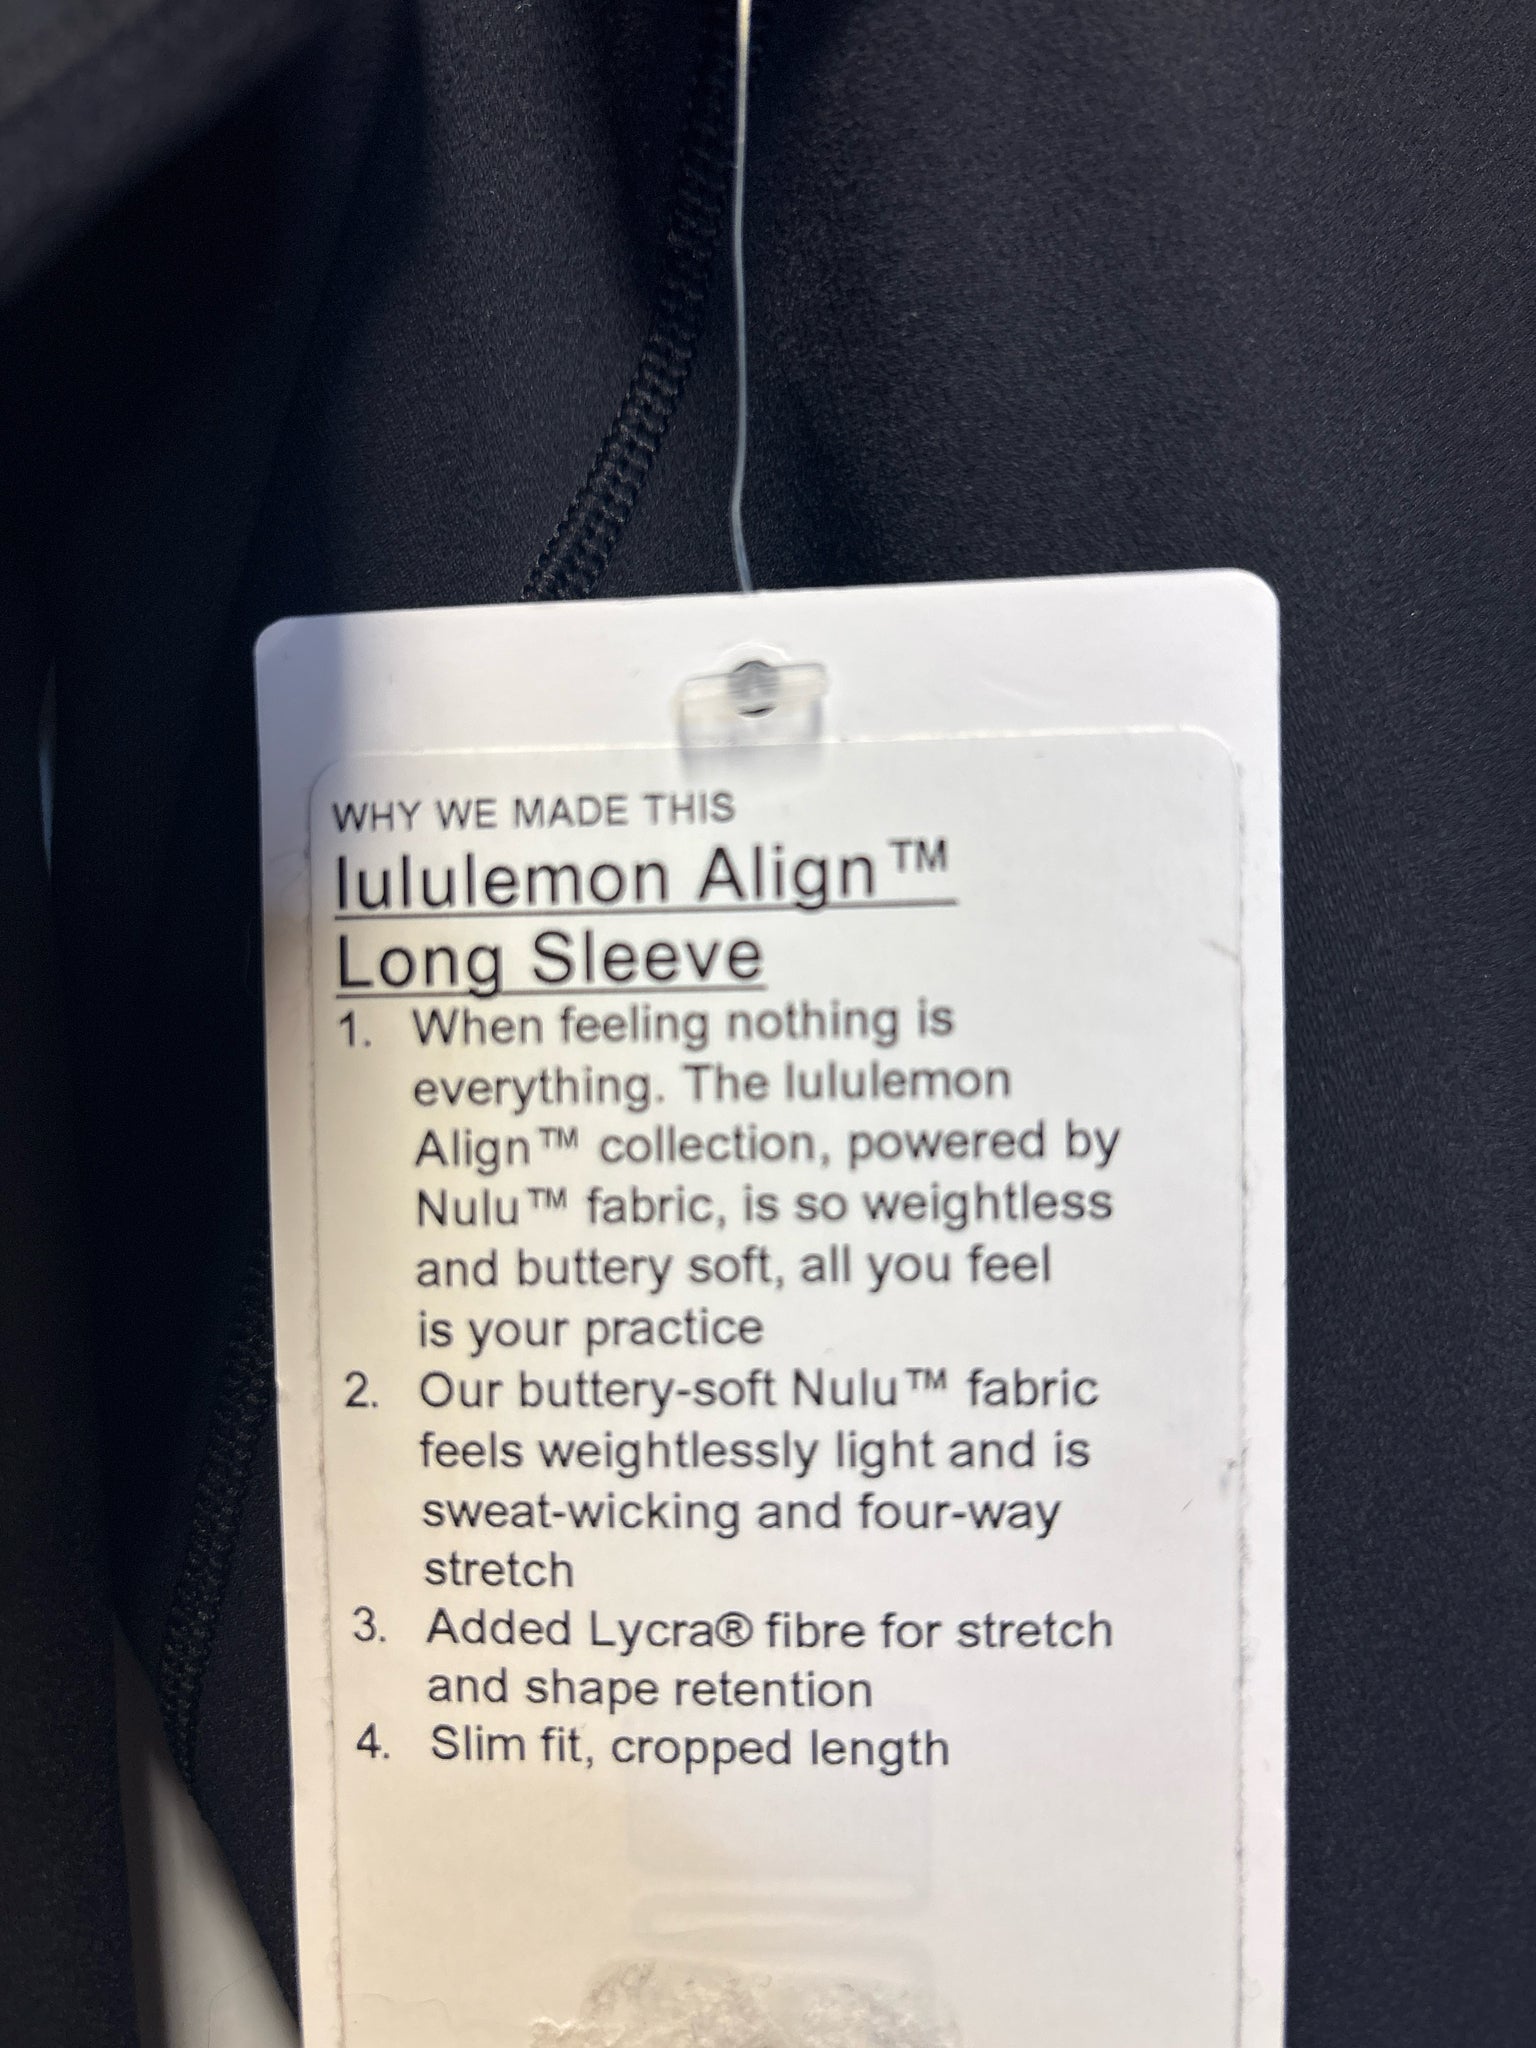 WHY WE MADE THIS
lululemon Align™
Long Sleeve
1. When feeling nothing is
everything. The lululemon
Align™ collection, powered by
Nulu™ fabric, is so weightless
and buttery soft, all you feel
is your practice
2. Our buttery-soft Nulu™ fabric
feels weightlessly light and is
sweat-wicking and four-way
stretch
3. Added Lycra® fibre for stretch
and shape retention
4. Slim fit, cropped length